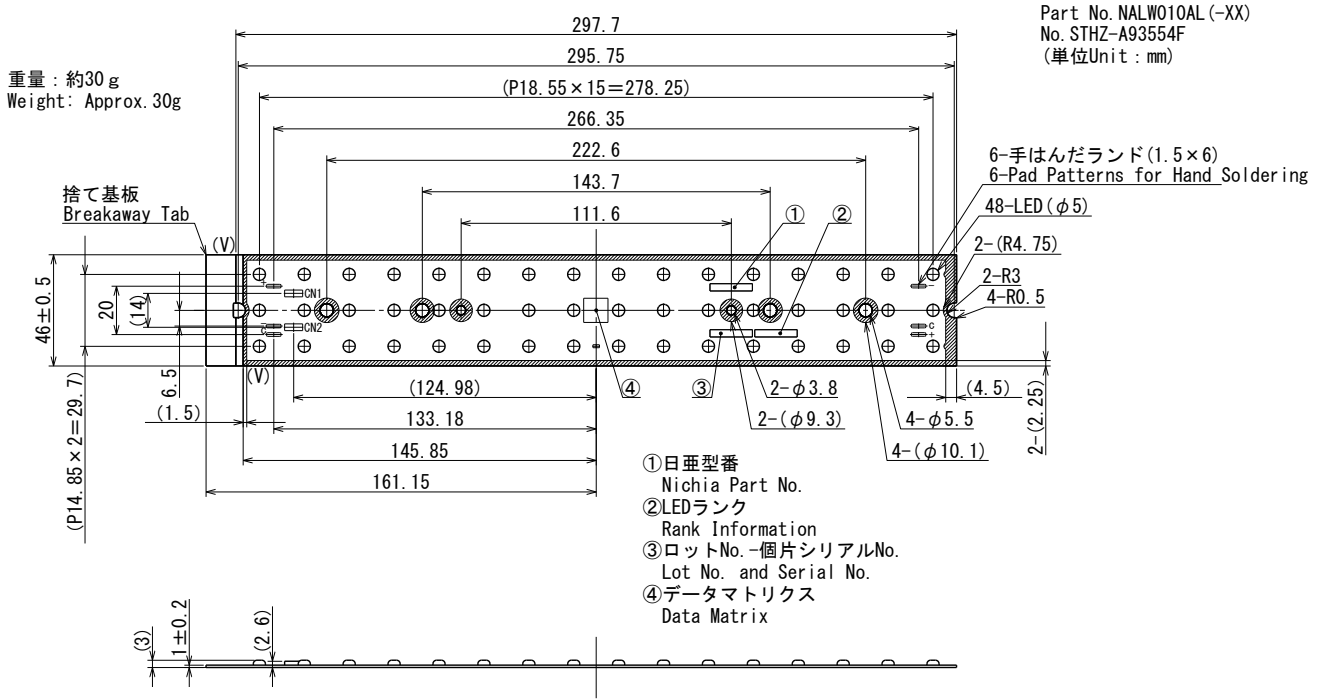 Part No. NALW010AL(-XX)
No. STHZ-A93554F
(単位Unit : mm)
重量 : 約30ｇ
Weight: Approx. 30g
297.7
295.75
(P18.55×15=278.25)
266.35
222.6
143.7
111.6
6-手はんだランド(1.5×6)
6-Pad Patterns for Hand Soldering
48-LED(φ5)
2-(R4.75)
2-R3
4-R0.5
捨て基板
Breakaway Tab
(V)
①
②
CN1
CN2
+
-
-
C
C
+
46±0.5
20
(14)
6.5
(P14.85×2=29.7)
(V)
(1.5)
(124.98)
133.18
145.85
161.15
④
③
2-φ3.8
2-(φ9.3)
4-φ5.5
4-(φ10.1)
(4.5)
2-(2.25)
①日亜型番
Nichia Part No.
②LEDランク
Rank Information
③ロットNo.-個片シリアルNo.
Lot No. and Serial No.
④データマトリクス
Data Matrix
(3)
1±0.2
(2.6)